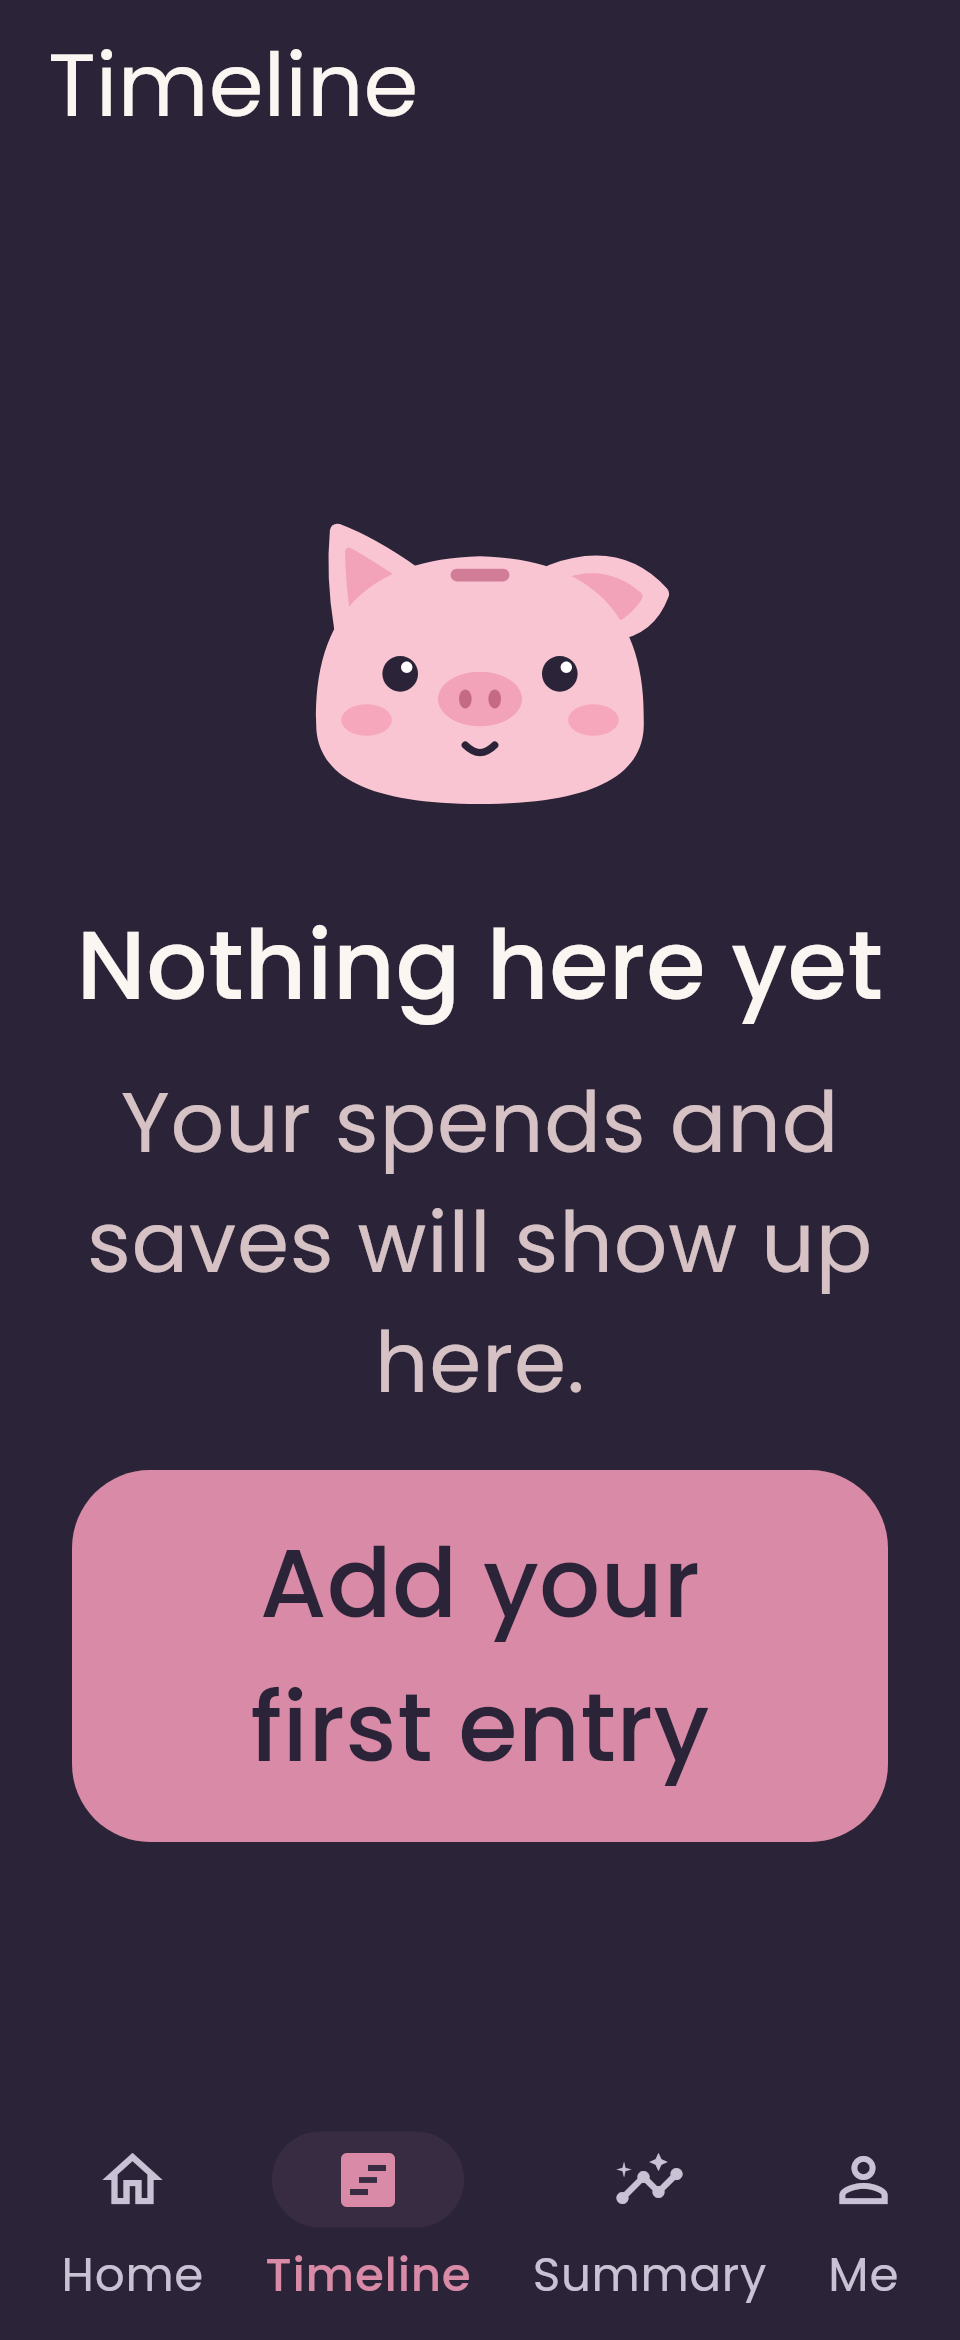 Timeline
Nothing here yet
Your spends and
saves will show up
here.
Add your
first entry
Home
Timeline
Summary
Me